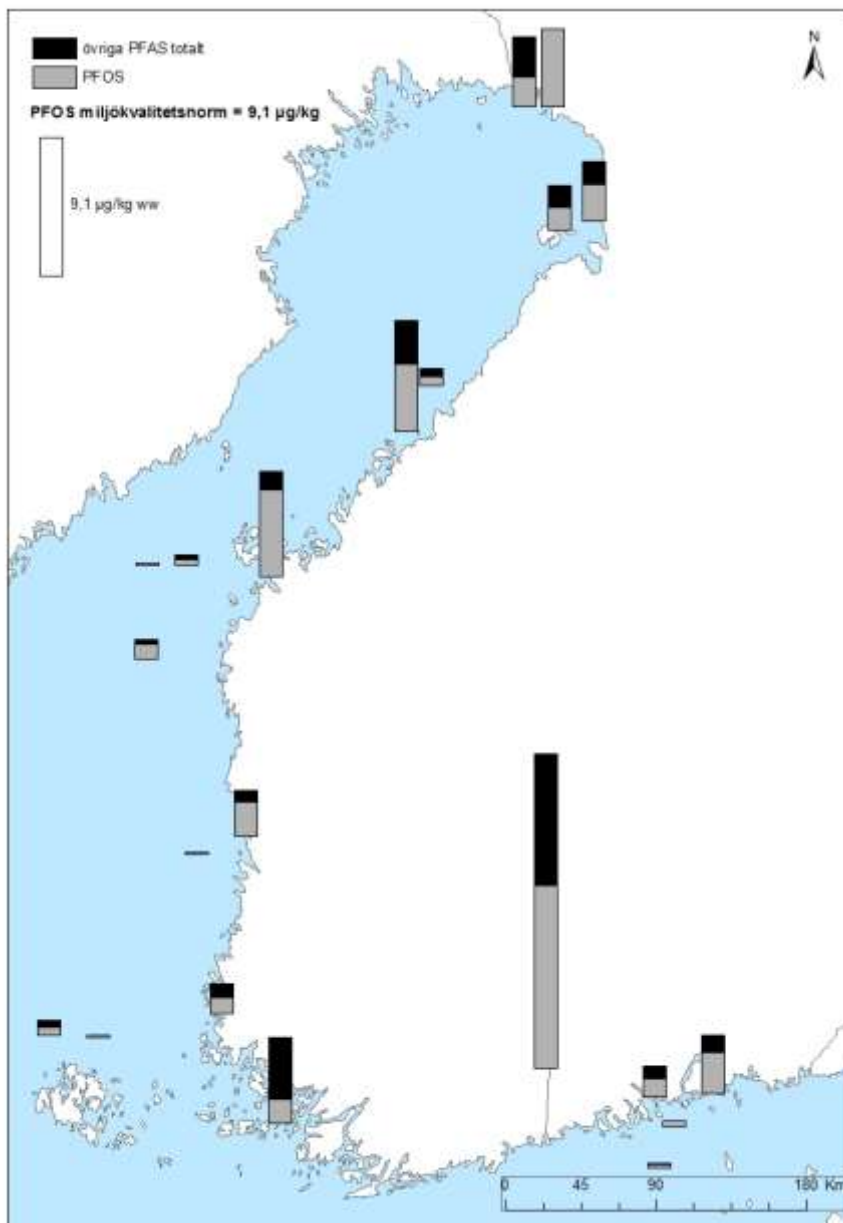 övriga PFAS totalt
PFOS
PFOS miljökvalitetsnorm = 9,1 µg/kg
9,1 µg/kg ww
N
0 45 90 180 Km